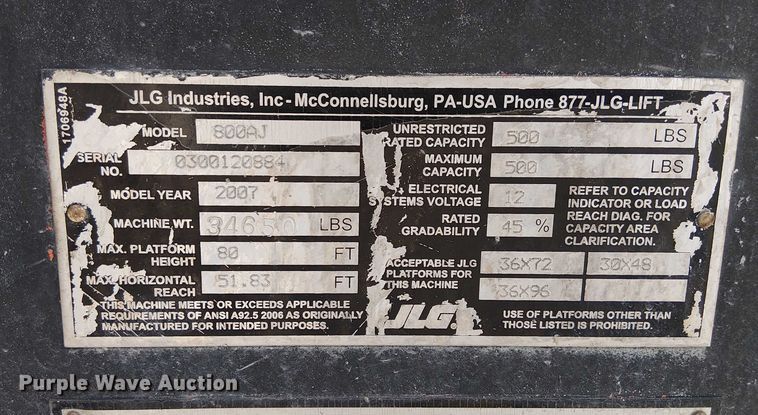 1706948A
JLG Industries, Inc - McConnellsburg, PA-USA Phone 877-JLG-LIFT
MODEL 800AJ
SERIAL NO. 0300120884
MODEL YEAR 2007
MACHINE WT. 34650 LBS
MAX. PLATFORM HEIGHT 80 FT
MAX. HORIZONTAL REACH 51.83 FT
THIS MACHINE MEETS OR EXCEEDS APPLICABLE
REQUIREMENTS OF ANSI A92.5 2006 AS ORIGINALLY
MANUFACTURED FOR INTENDED PURPOSES.
UNRESTRICTED RATED CAPACITY 500 LBS
MAXIMUM CAPACITY 500 LBS
ELECTRICAL SYSTEMS VOLTAGE 12
RATED GRADABILITY 45 %
REFER TO CAPACITY
INDICATOR OR LOAD
REACH DIAG. FOR
CAPACITY AREA
CLARIFICATION.
ACCEPTABLE JLG
PLATFORMS FOR
THIS MACHINE
36X72 30X48
36X96
JLG
USE OF PLATFORMS OTHER THAN
THOSE LISTED IS PROHIBITED.
Purple Wave Auction